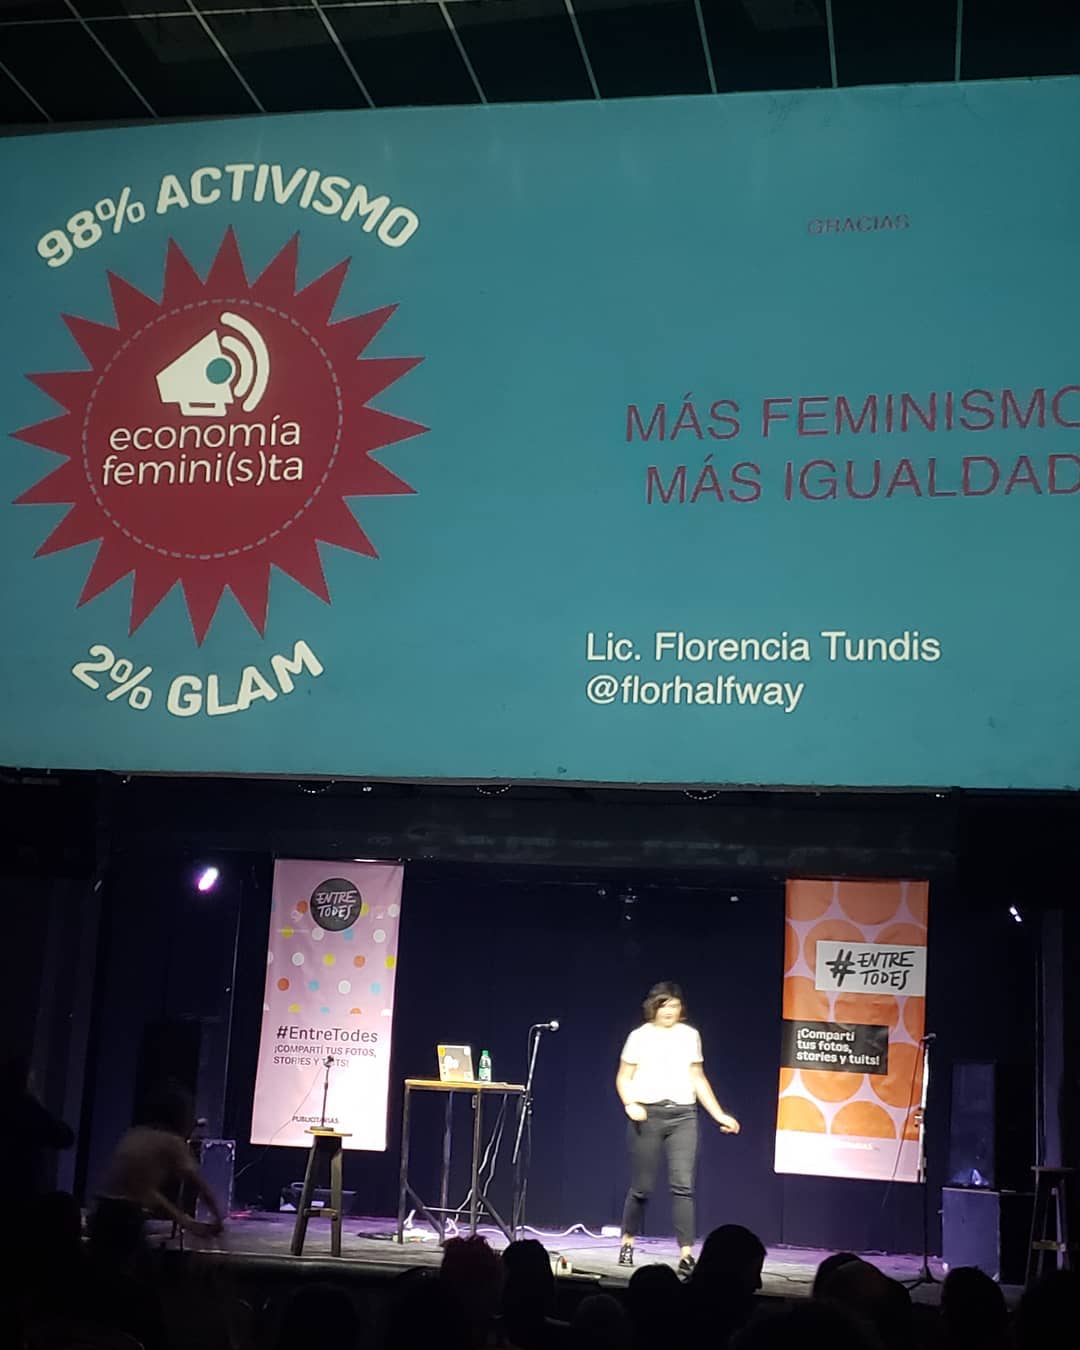 98% ACTIVISMO
economía
femini(s)ta
2% GLAM
GRACIAS
MÁS FEMINISMO
MÁS IGUALDAD
Lic. Florencia Tundis
@florhalfway
ENTRE
TODES
#EntreTodes
¡COMPARTÍ TUS FOTOS,
STORIES Y TUITS!
PUBLICITARIAS
#ENTRE
TODES
¡Compartí
tus fotos,
stories y tuits!